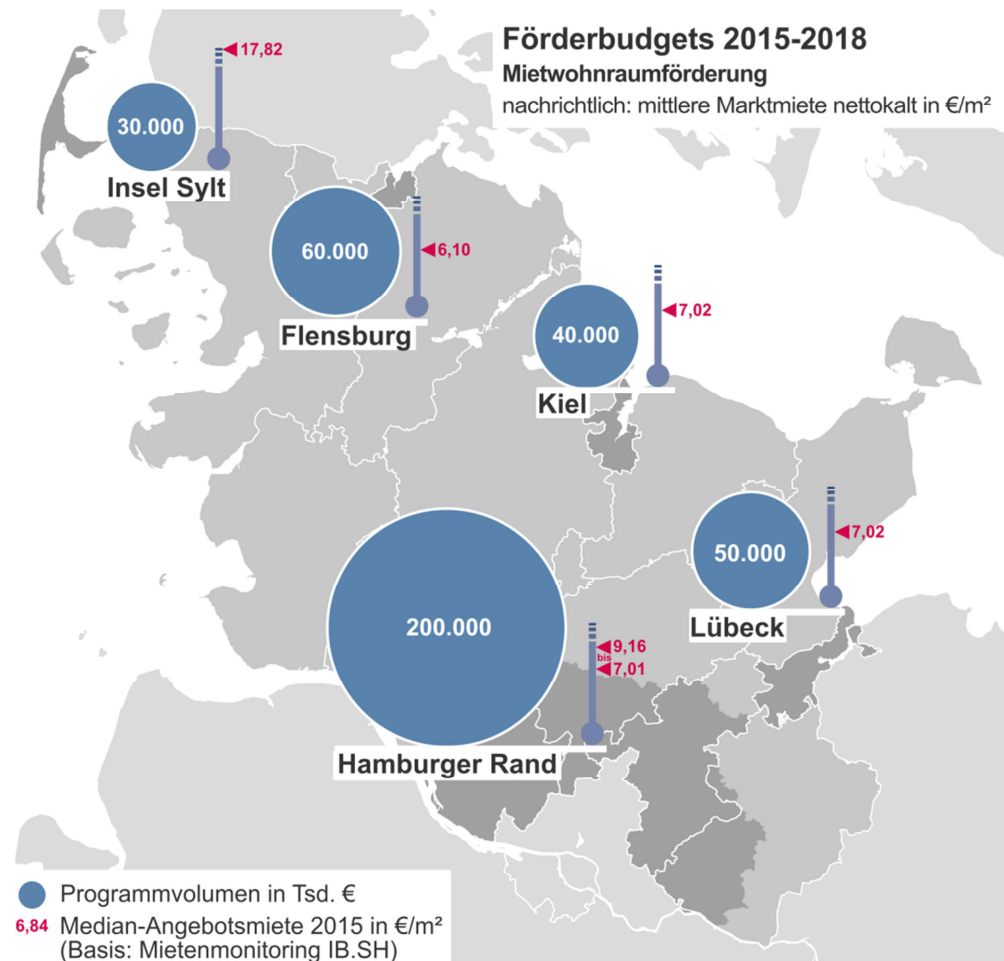 Förderbudgets 2015-2018
Mietwohnraumförderung
nachrichtlich: mittlere Marktmiete nettokalt in €/m²
17,82
30.000
Insel Sylt
60.000
6,10
Flensburg
40.000
7,02
Kiel
50.000
7,02
Lübeck
200.000
9,16
bis
7,01
Hamburger Rand
Programmvolumen in Tsd. €
6,84 Median-Angebotsmiete 2015 in €/m²
(Basis: Mietenmonitoring IB.SH)